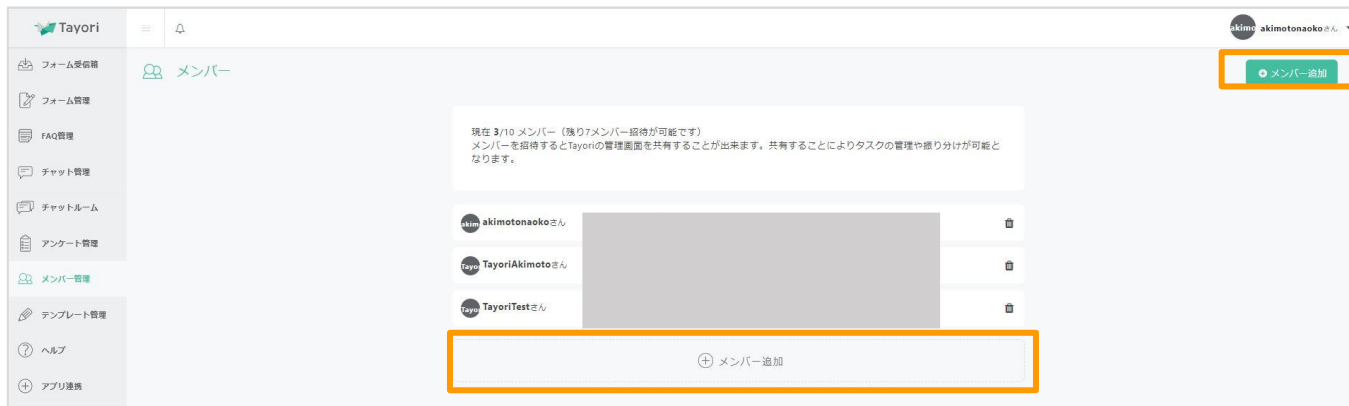 Tayori
akimo akimotonaokoさん
フォーム受信箱
フォーム管理
FAQ管理
チャット管理
チャットルーム
アンケート管理
メンバー管理
テンプレート管理
ヘルプ
アプリ連携
メンバー
メンバー追加
現在 3/10 メンバー（残り7メンバー招待が可能です）
メンバーを招待するとTayoriの管理画面を共有することが出来ます。共有することによりタスクの管理や振り分けが可能と
なります。
akim akimotonaokoさん
Tayo TayoriAkimotoさん
Tayo TayoriTestさん
メンバー追加